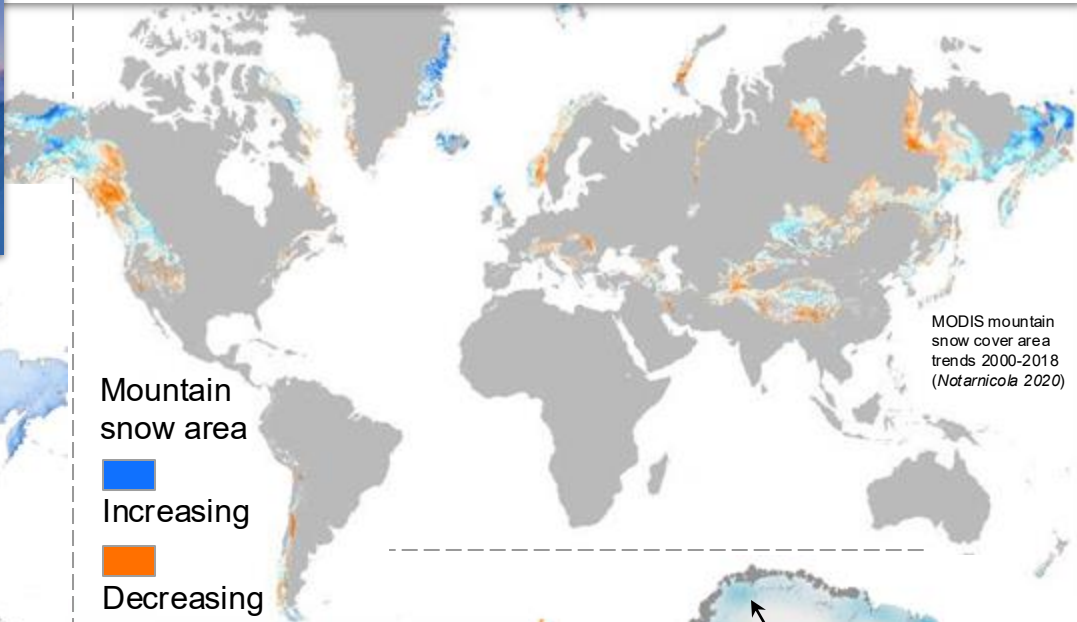 MODIS mountain
snow cover area
trends 2000-2018
(Notarnicola 2020)
Mountain
snow area
Increasing
Decreasing